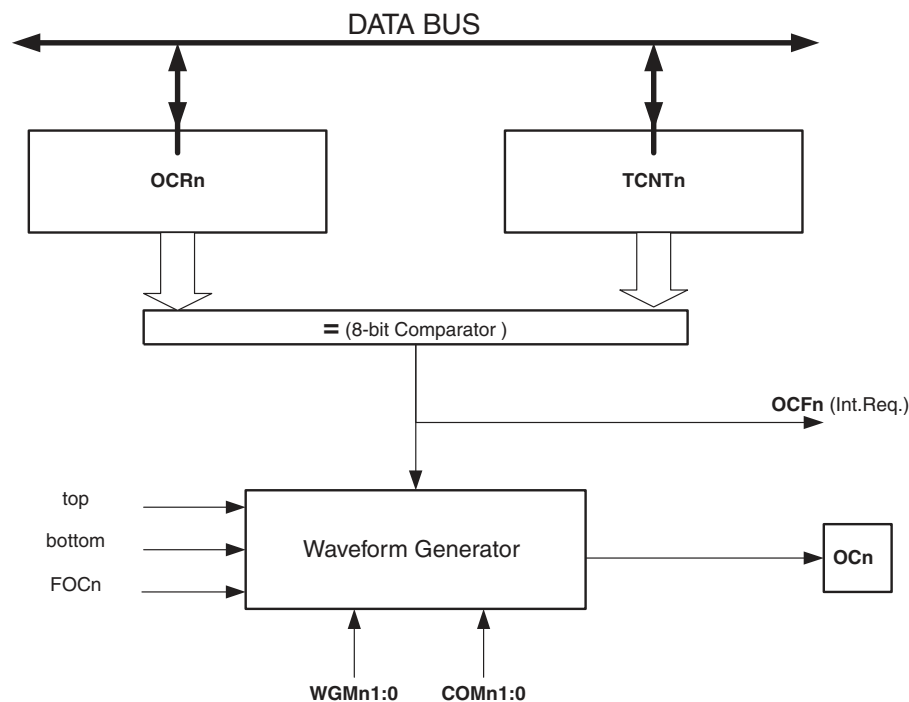 DATA BUS
OCRn
TCNTn
= (8-bit Comparator )
OCFn (Int.Req.)
top
bottom
FOCn
Waveform Generator
OCn
WGMn1:0
COMn1:0